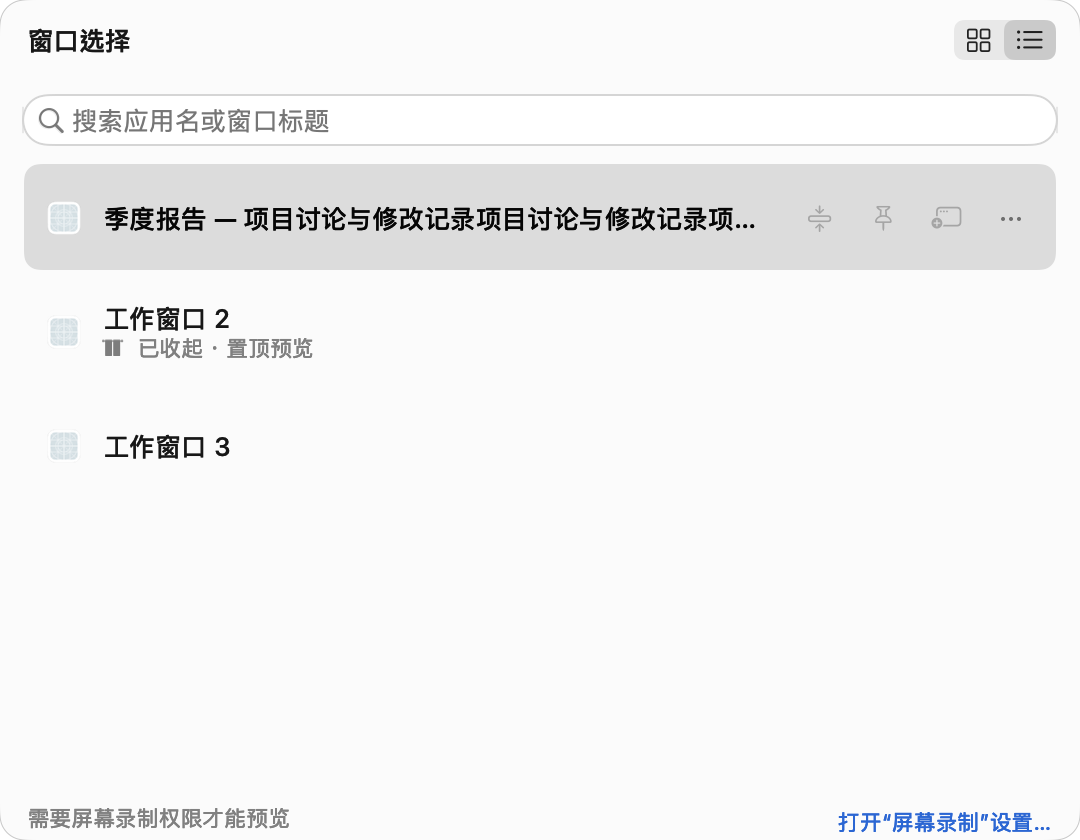 窗口选择
搜索应用名或窗口标题
季度报告 — 项目讨论与修改记录项目讨论与修改记录项...
工作窗口 2
已收起 · 置顶预览
工作窗口 3
需要屏幕录制权限才能预览
打开“屏幕录制”设置...